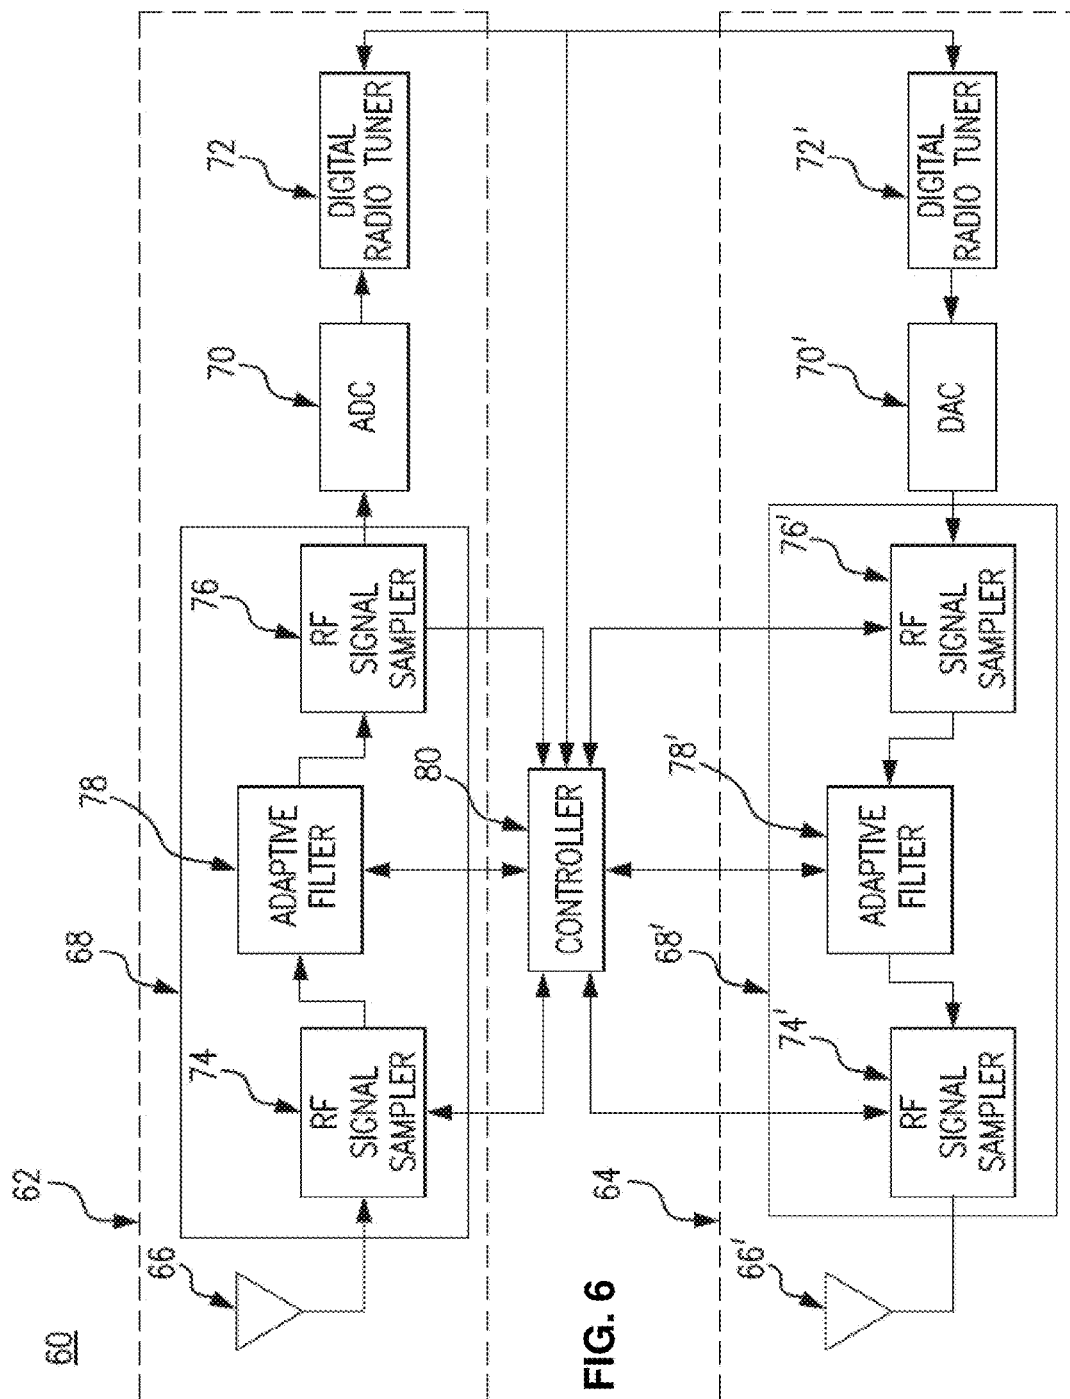 60
62
66
68
74
RF
SIGNAL
SAMPLER
78
ADAPTIVE
FILTER
76
RF
SIGNAL
SAMPLER
70
ADC
72
DIGITAL
RADIO TUNER
80
CONTROLLER
64
66'
68'
74'
RF
SIGNAL
SAMPLER
78'
ADAPTIVE
FILTER
76'
RF
SIGNAL
SAMPLER
70'
DAC
72'
DIGITAL
RADIO TUNER
FIG. 6